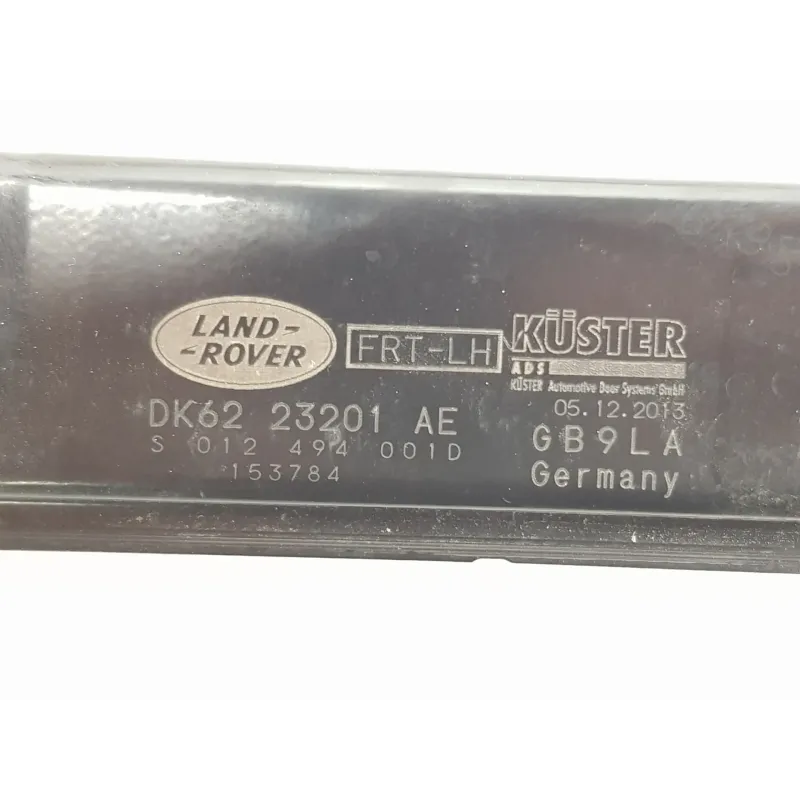 LAND-
-ROVER
FRT-LH
KÜSTER
ADS
KÜSTER Automotive Door Systems GmbH
DK62 23201 AE
05.12.2013
S 012 494 001D
GB9LA
153784
Germany